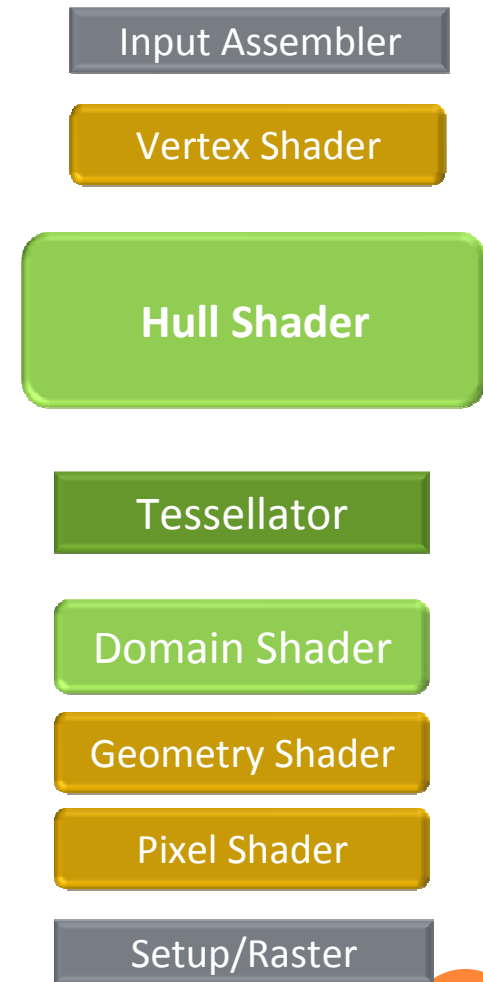 Input Assembler
Vertex Shader
Hull Shader
Tessellator
Domain Shader
Geometry Shader
Pixel Shader
Setup/Raster